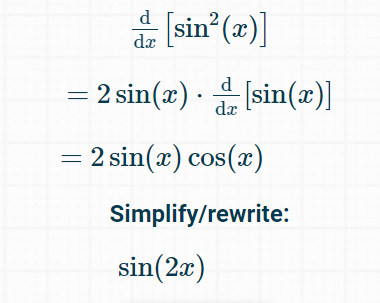 d/dx [sin²(x)]
= 2 sin(x) · d/dx [sin(x)]
= 2 sin(x) cos(x)
Simplify/rewrite:
sin(2x)